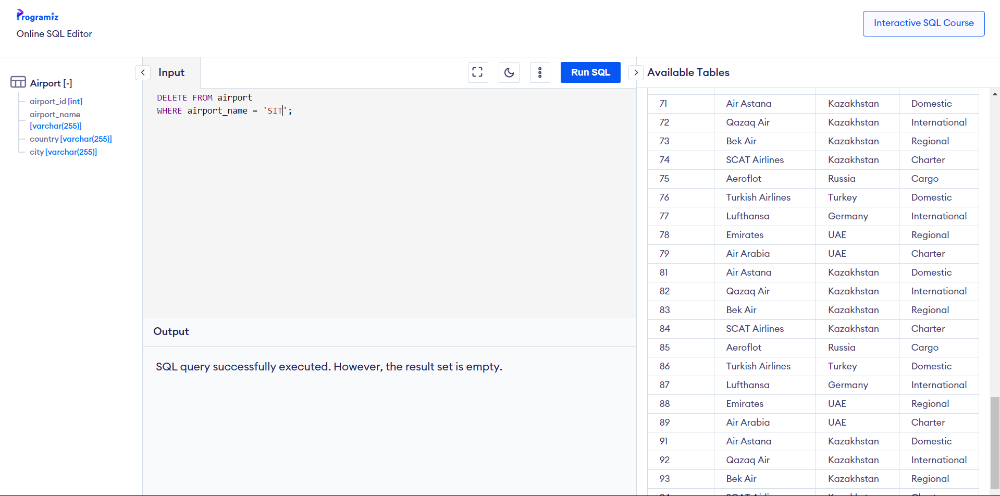 Programiz
Online SQL Editor
Interactive SQL Course
Airport [-]
airport_id [int]
airport_name
[varchar(255)]
country [varchar(255)]
city [varchar(255)]
Input
Run SQL
DELETE FROM airport
WHERE airport_name = 'SIT';
Output
SQL query successfully executed. However, the result set is empty.
Available Tables
71 Air Astana Kazakhstan Domestic
72 Qazaq Air Kazakhstan International
73 Bek Air Kazakhstan Regional
74 SCAT Airlines Kazakhstan Charter
75 Aeroflot Russia Cargo
76 Turkish Airlines Turkey Domestic
77 Lufthansa Germany International
78 Emirates UAE Regional
79 Air Arabia UAE Charter
81 Air Astana Kazakhstan Domestic
82 Qazaq Air Kazakhstan International
83 Bek Air Kazakhstan Regional
84 SCAT Airlines Kazakhstan Charter
85 Aeroflot Russia Cargo
86 Turkish Airlines Turkey Domestic
87 Lufthansa Germany International
88 Emirates UAE Regional
89 Air Arabia UAE Charter
91 Air Astana Kazakhstan Domestic
92 Qazaq Air Kazakhstan International
93 Bek Air Kazakhstan Regional